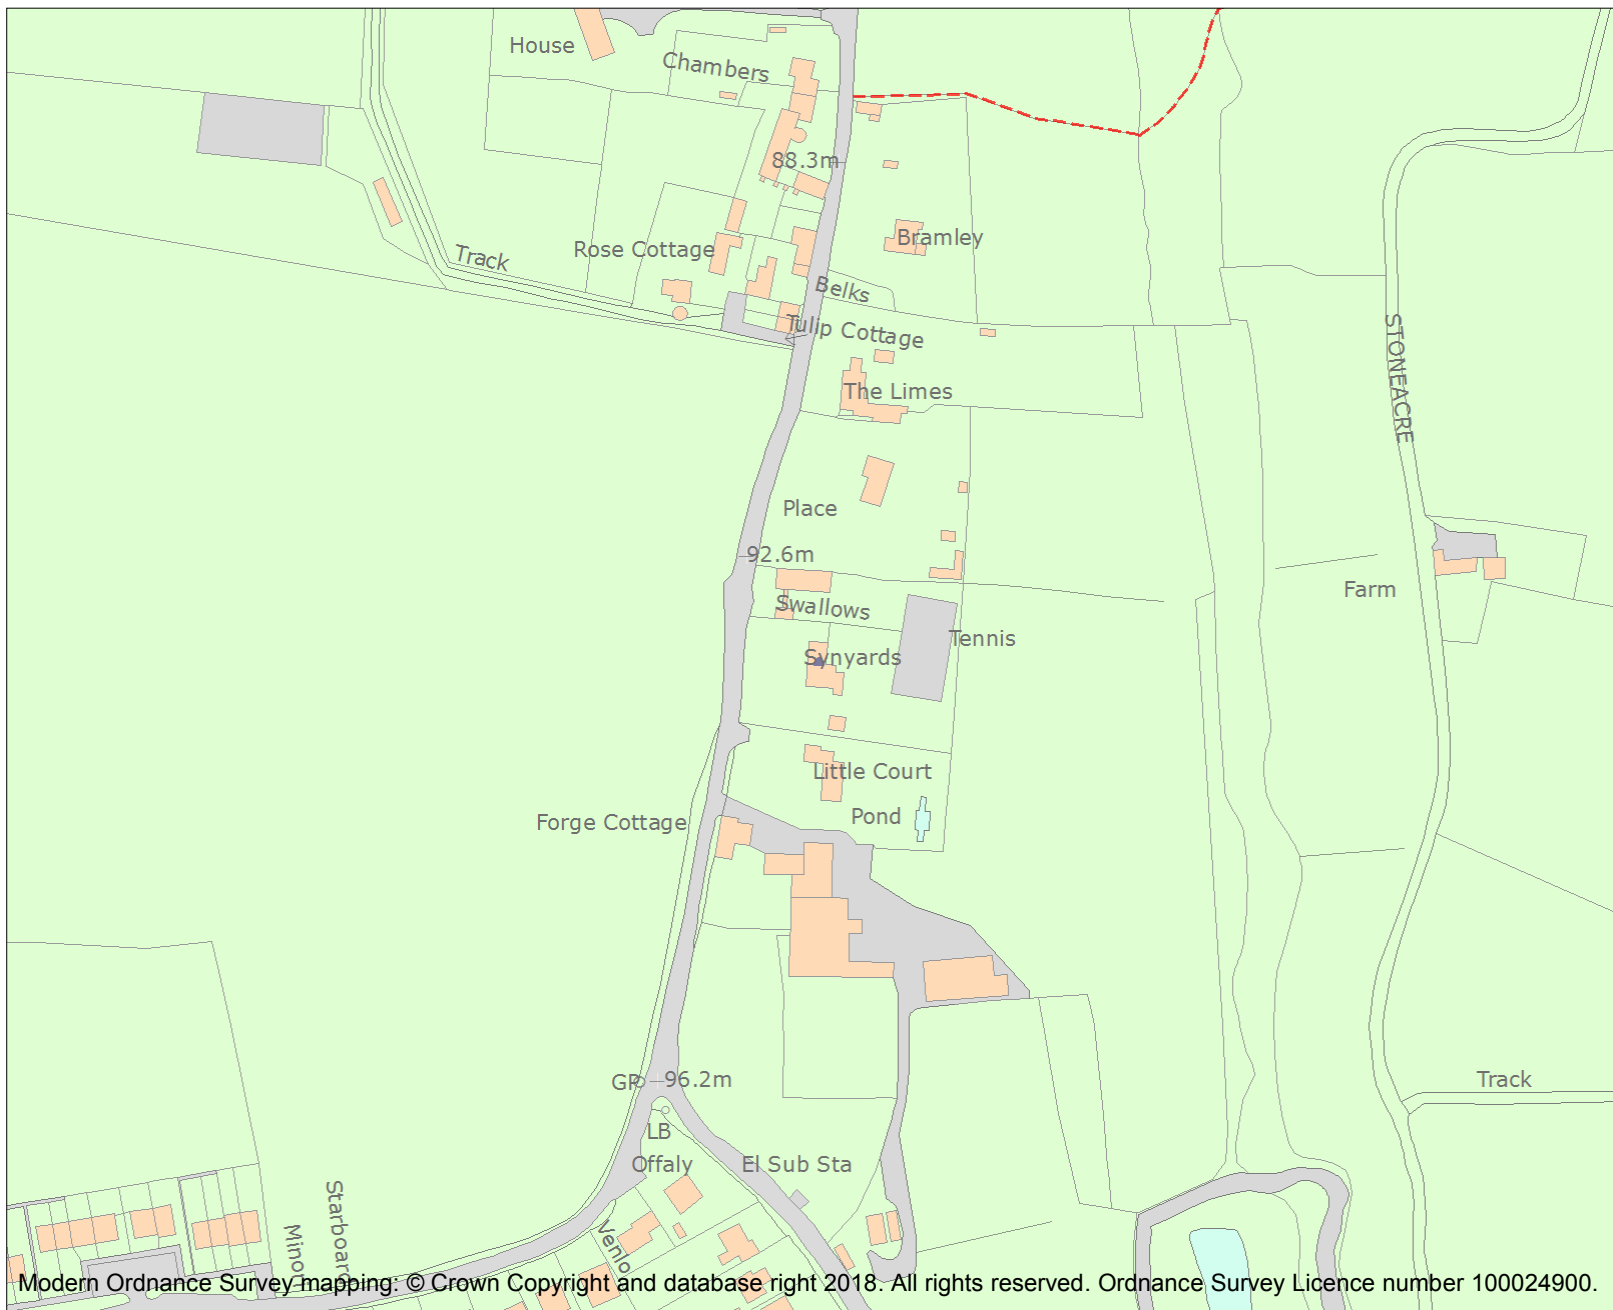 House
Chambers
88.3m
Rose Cottage
Bramley
Track
Belks
Tulip Cottage
The Limes
STONEACRE
Place
92.6m
Swallows
Farm
Tennis
Synyards
Little Court
Pond
Forge Cottage
GP
96.2m
Track
LB
Offaly
El Sub Sta
Starboard
Minor
Venlo
Modern Ordnance Survey mapping: © Crown Copyright and database right 2018. All rights reserved. Ordnance Survey Licence number 100024900.